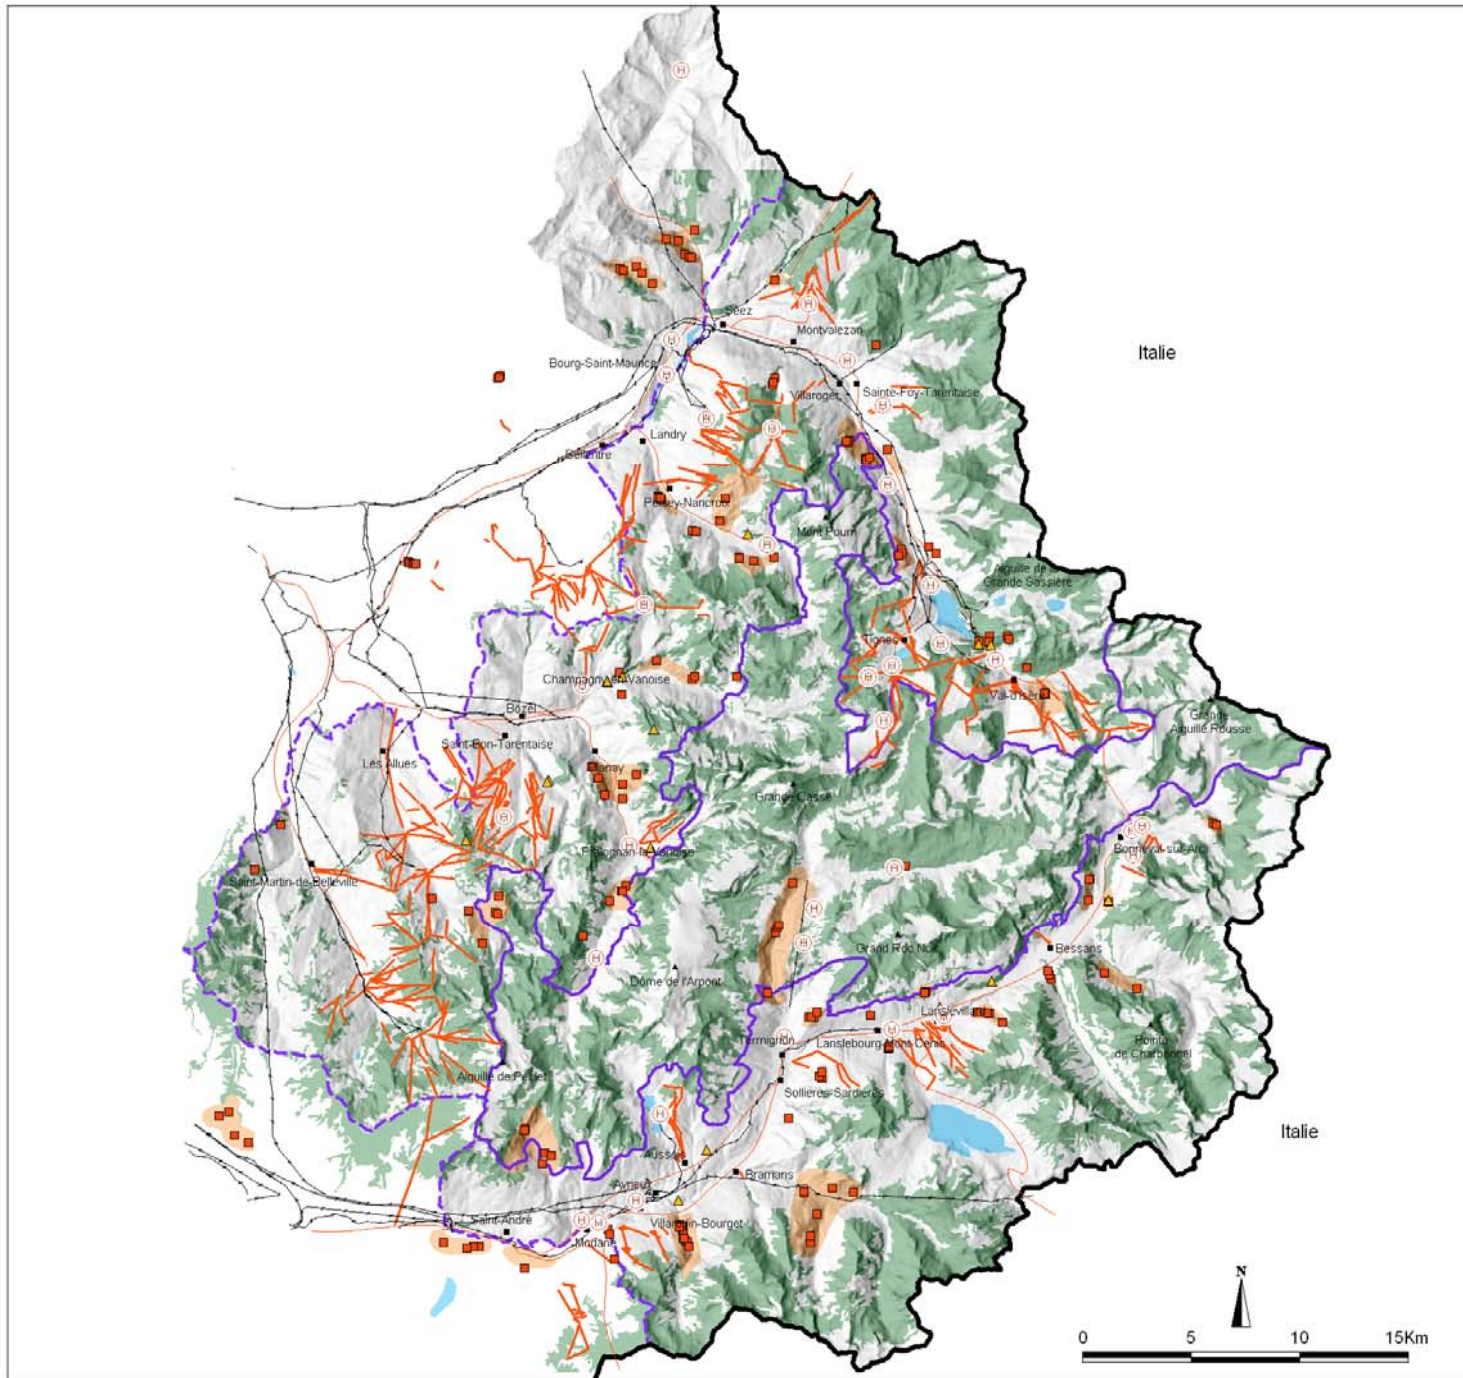 Italie
Séez
Montvalezan
Bourg-Saint-Maurice
Villaroger
Sainte-Foy-Tarentaise
Landry
Peisey-Nancroix
Mont Pourri
Aiguille de la
Grande Sassière
Tignes
Champagny-en-Vanoise
Val-d'Isère
Bozel
Grande
Aiguille Rousse
Saint-Bon-Tarentaise
Les Allues
Planay
Grande Casse
Pralognan-la-Vanoise
Bonneval-sur-Arc
Saint-Martin-de-Belleville
Grand Roc Noir
Bessans
Dôme de l'Arpont
Lanslevillard
Termignon
Lanslebourg-Mont-Cenis
Pointe
de Charbonnel
Aiguille de Péclet
Sollières-Sardières
Italie
Aussois
Bramans
Avrieux
Saint-André
Villarodin-Bourget
Modane
N
0 5 10 15Km